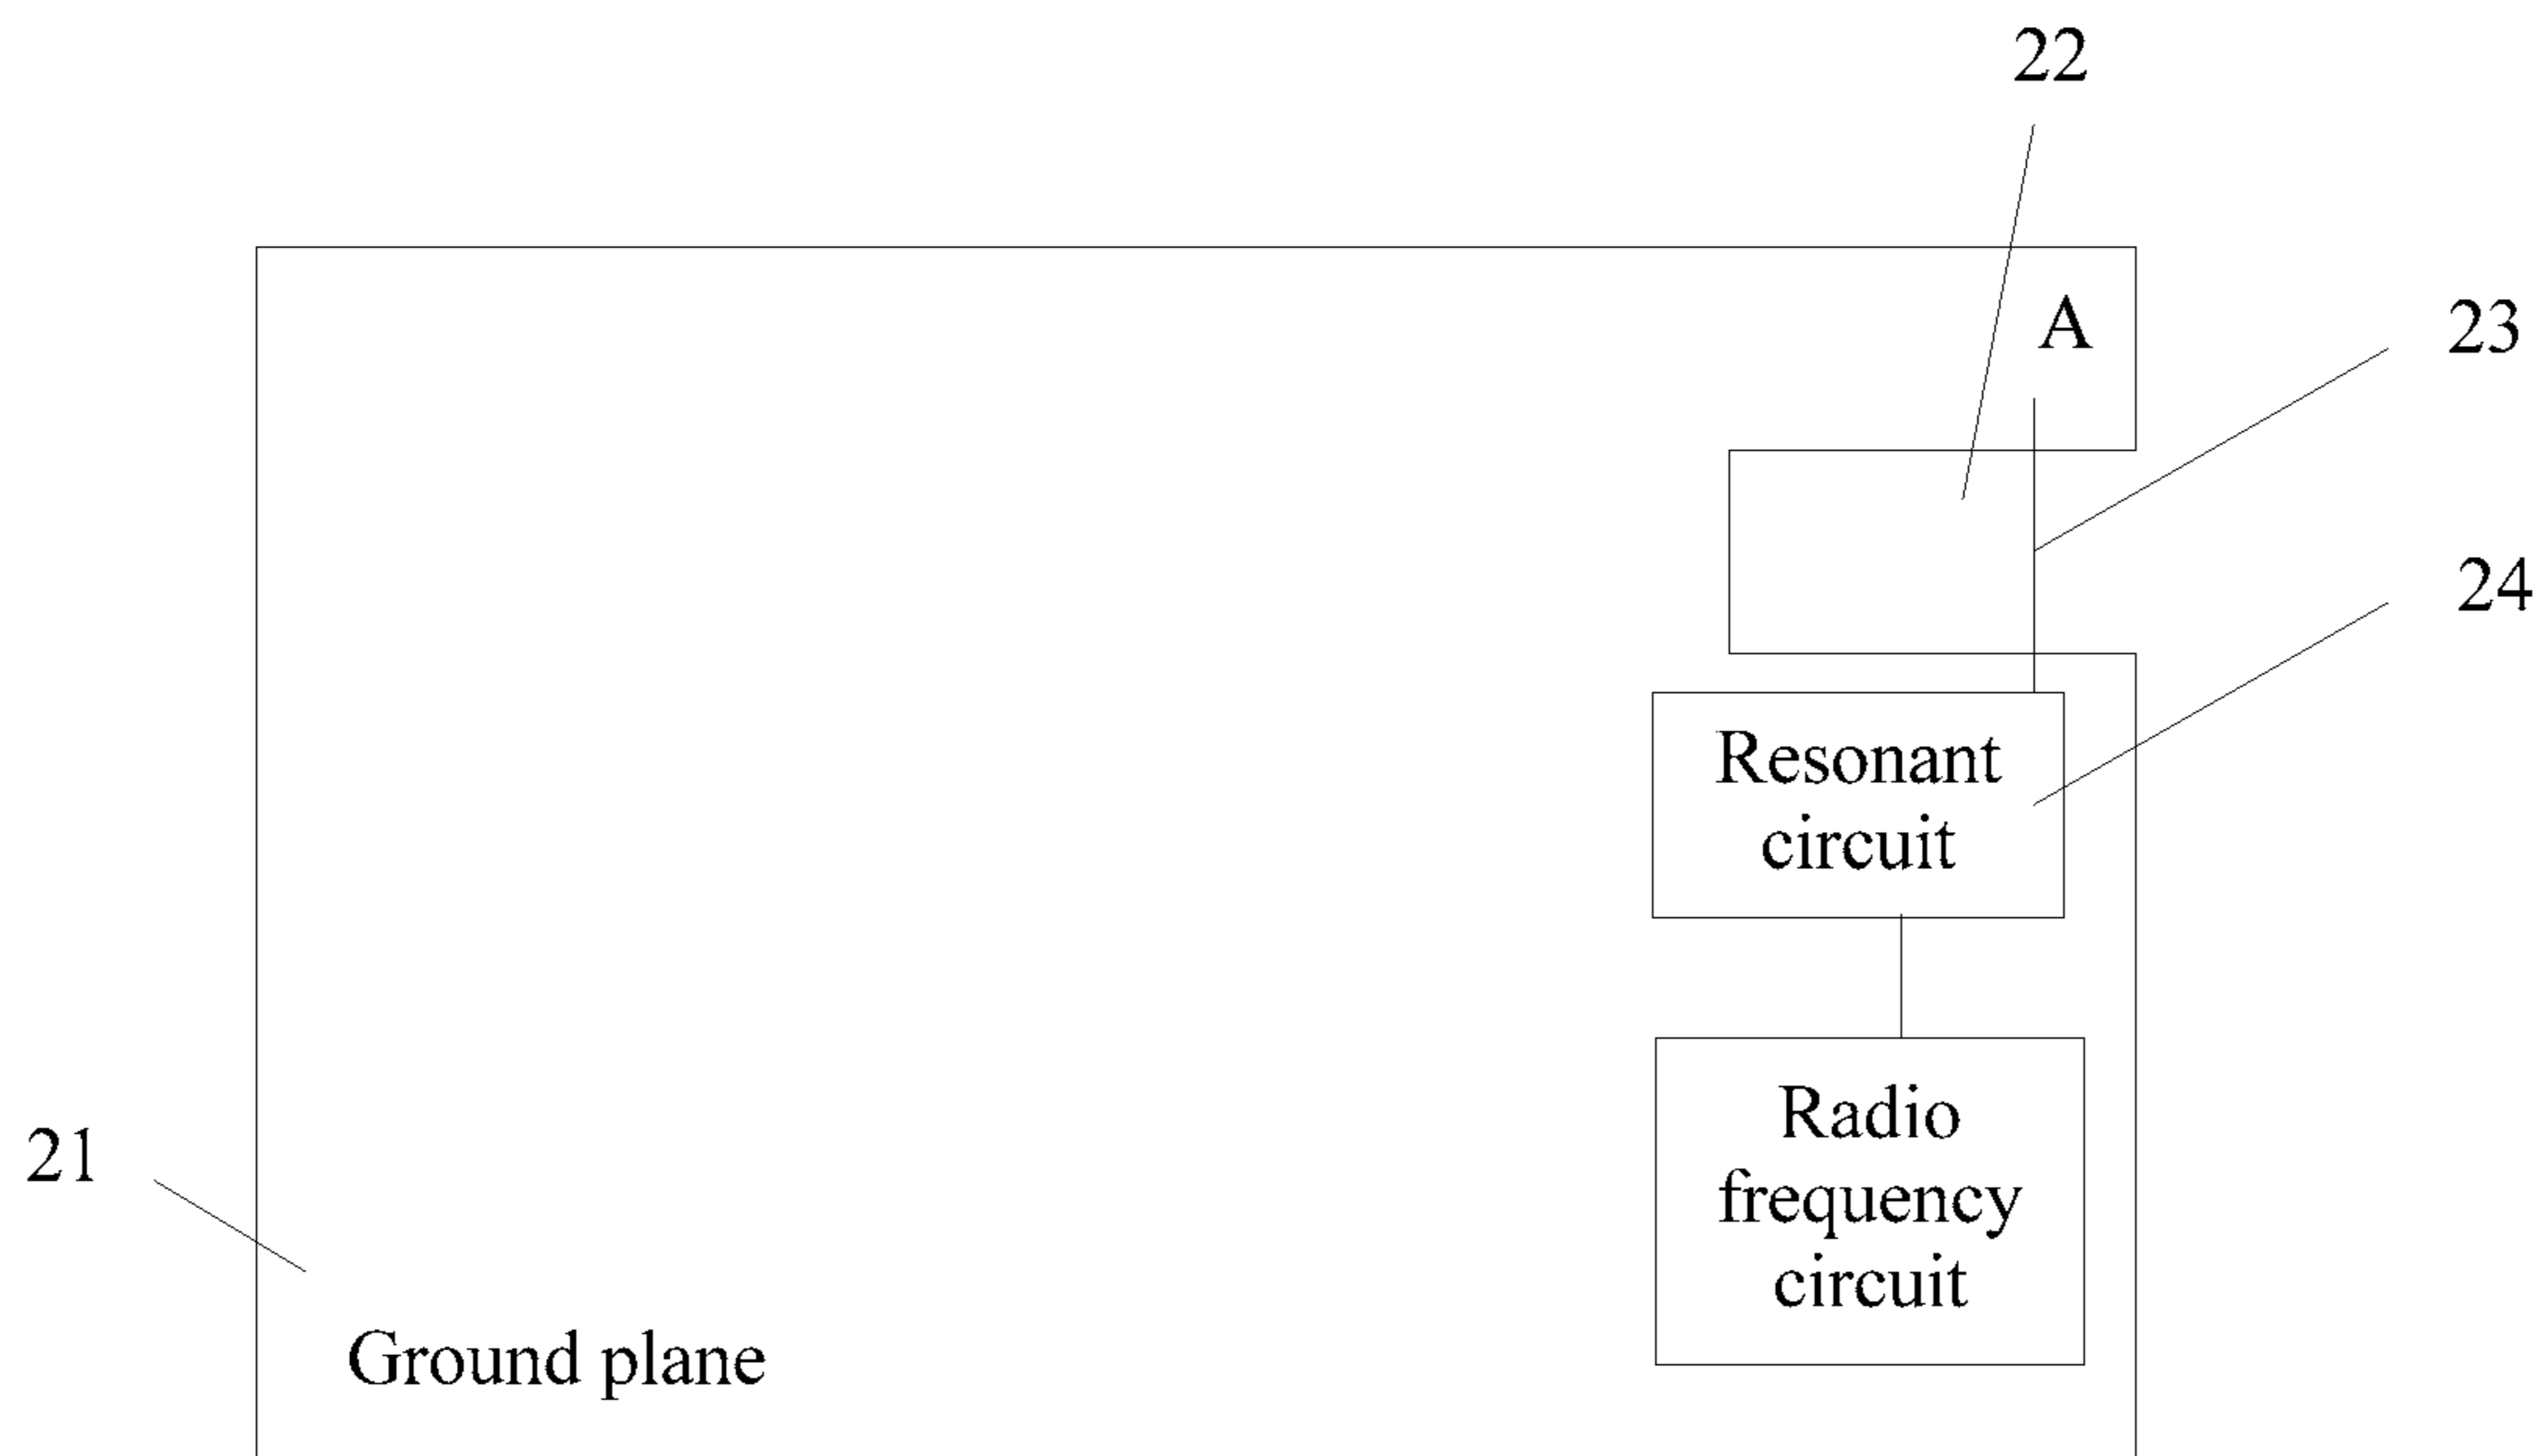 22
A
23
24
Resonant
circuit
Radio
frequency
circuit
21
Ground plane